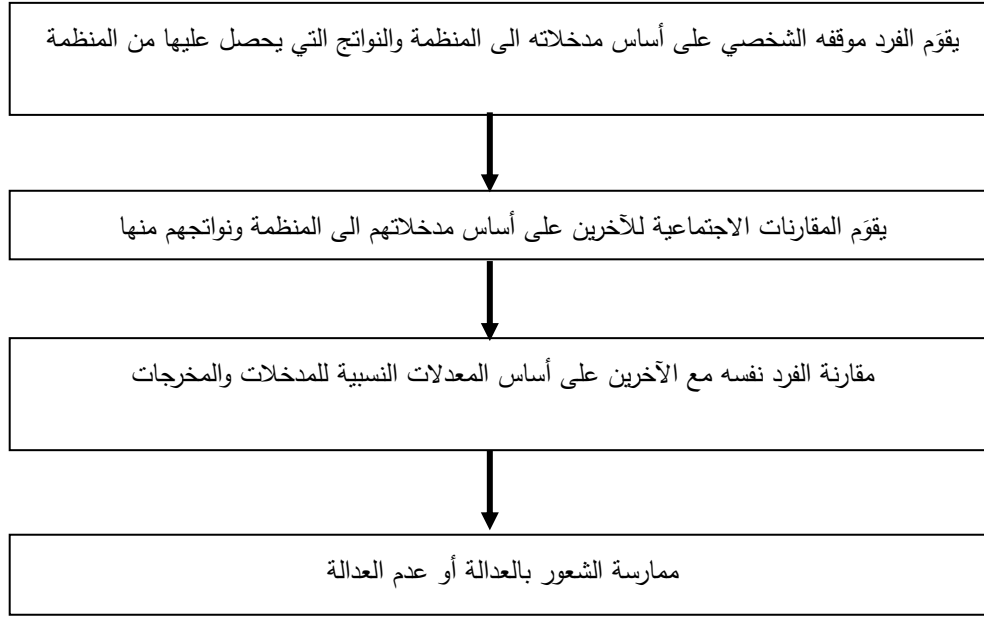 يقوَم الفرد موقفه الشخصي على أساس مدخلاته الى المنظمة والنواتج التي يحصل عليها من المنظمة
يقوَم المقارنات الاجتماعية للآخرين على أساس مدخلاتهم الى المنظمة ونواتجهم منها
مقارنة الفرد نفسه مع الآخرين على أساس المعدلات النسبية للمدخلات والمخرجات
ممارسة الشعور بالعدالة أو عدم العدالة